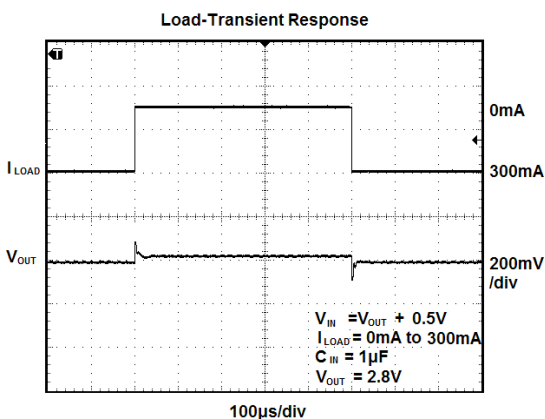 Load-Transient Response
T
0mA
I LOAD
300mA
VOUT
200mV
/div
VIN =VOUT + 0.5V
ILOAD = 0mA to 300mA
CIN = 1µF
VOUT = 2.8V
100µs/div